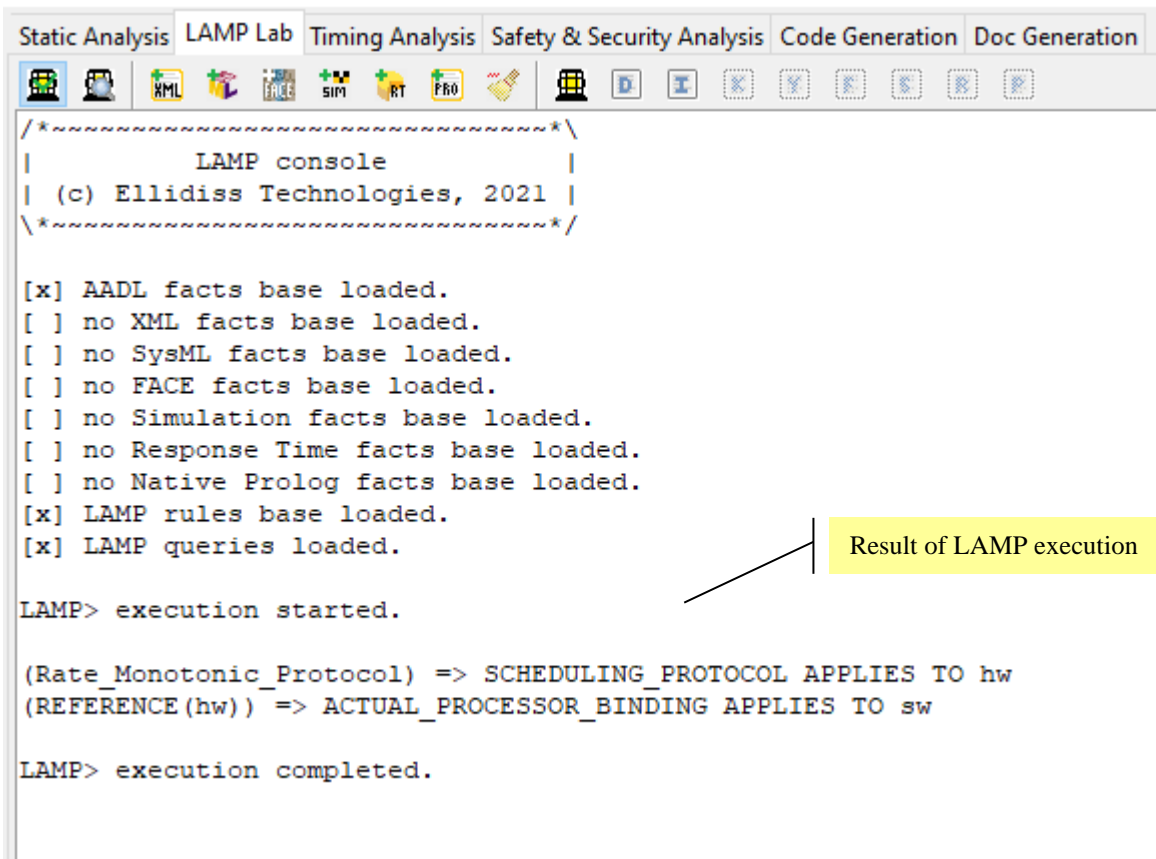 Static Analysis LAMP Lab Timing Analysis Safety & Security Analysis Code Generation Doc Generation
XML FACE SIM RT PRO D I X Y F S R P
/*~~~~~~~~~~~~~~~~~~~~~~~~~~~~~~~*\
| LAMP console |
| (c) Ellidiss Technologies, 2021 |
\*~~~~~~~~~~~~~~~~~~~~~~~~~~~~~~~*/
[x] AADL facts base loaded.
[ ] no XML facts base loaded.
[ ] no SysML facts base loaded.
[ ] no FACE facts base loaded.
[ ] no Simulation facts base loaded.
[ ] no Response Time facts base loaded.
[ ] no Native Prolog facts base loaded.
[x] LAMP rules base loaded.
[x] LAMP queries loaded.
Result of LAMP execution
LAMP> execution started.
(Rate_Monotonic_Protocol) => SCHEDULING_PROTOCOL APPLIES TO hw
(REFERENCE(hw)) => ACTUAL_PROCESSOR_BINDING APPLIES TO sw
LAMP> execution completed.